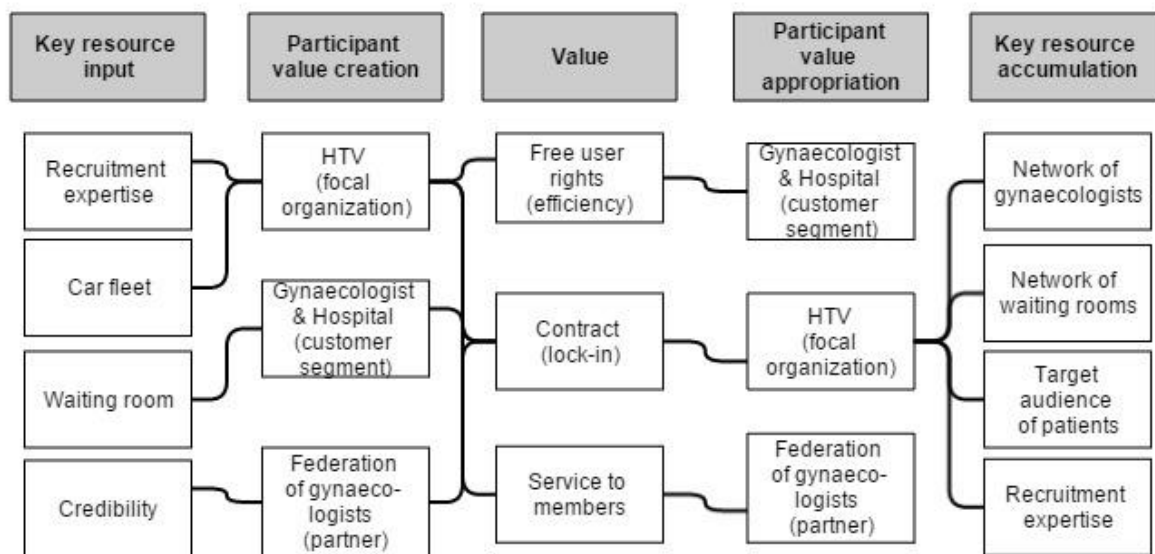 Key resource
input
Participant
value creation
Value
Participant
value
appropriation
Key resource
accumulation
Recruitment
expertise
HTV
(focal
organization)
Free user
rights
(efficiency)
Gynaecologist
& Hospital
(customer
segment)
Network of
gynaecologists
Car fleet
Gynaecologist
& Hospital
(customer
segment)
Contract
(lock-in)
HTV
(focal
organization)
Network of
waiting rooms
Waiting room
Target
audience
of patients
Credibility
Federation
of gynaeco-
logists
(partner)
Service to
members
Federation
of gynaeco-
logists
(partner)
Recruitment
expertise